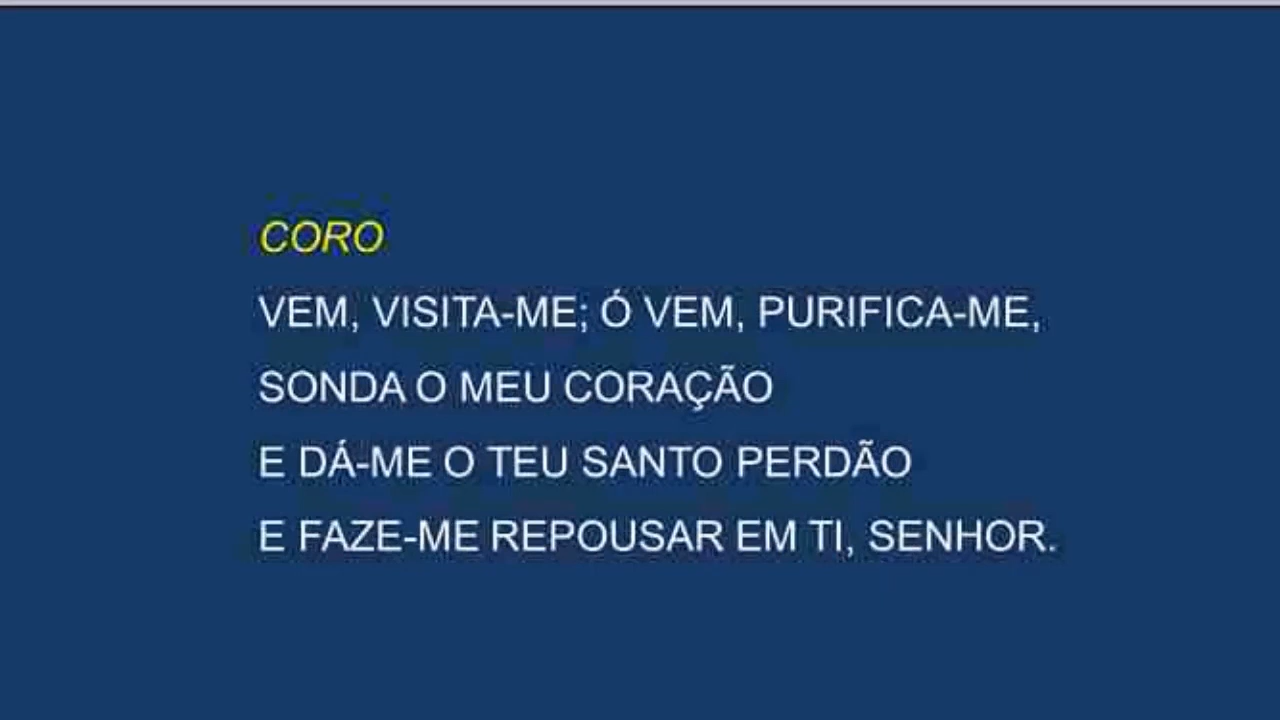 CORO
VEM, VISITA-ME; Ó VEM, PURIFICA-ME,
SONDA O MEU CORAÇÃO
E DÁ-ME O TEU SANTO PERDÃO
E FAZE-ME REPOUSAR EM TI, SENHOR.